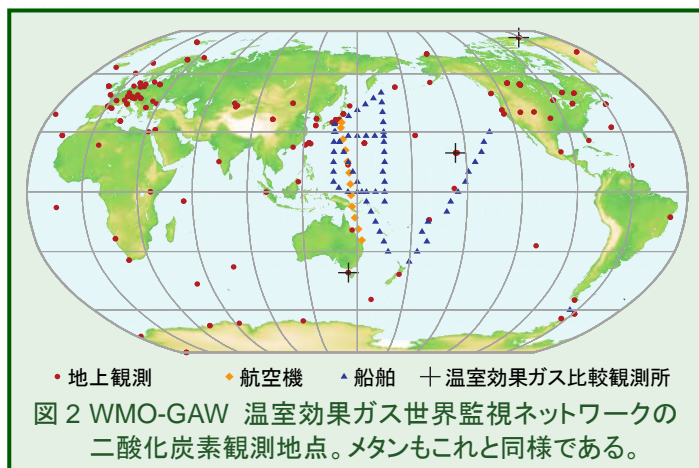 地上観測 航空機 船舶 温室効果ガス比較観測所
図 2 WMO-GAW 温室効果ガス世界監視ネットワークの
二酸化炭素観測地点。メタンもこれと同様である。